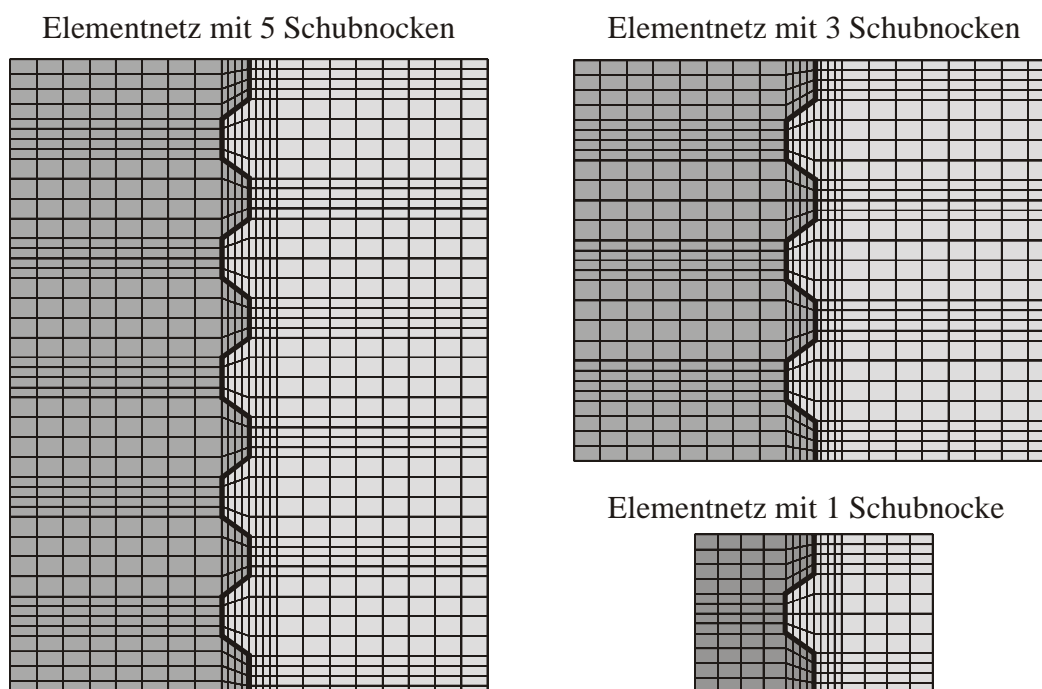 Elementnetz mit 5 Schubnocken
Elementnetz mit 3 Schubnocken
Elementnetz mit 1 Schubnocke